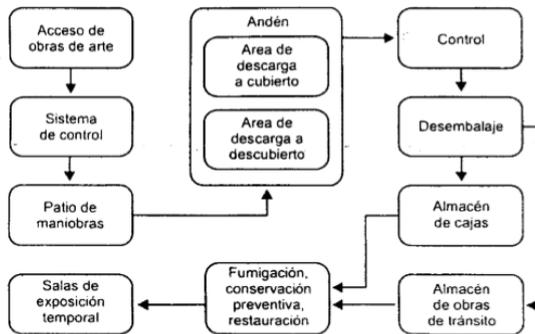 Acceso de
obras de arte
Sistema
de control
Patio de
maniobras
Andén
Area de
descarga
a cubierto
Area de
descarga a
descubierto
Control
Desembalaje
Almacén
de cajas
Almacén
de obras
de tránsito
Fumigación,
conservación
preventiva,
restauración
Salas de
exposición
temporal